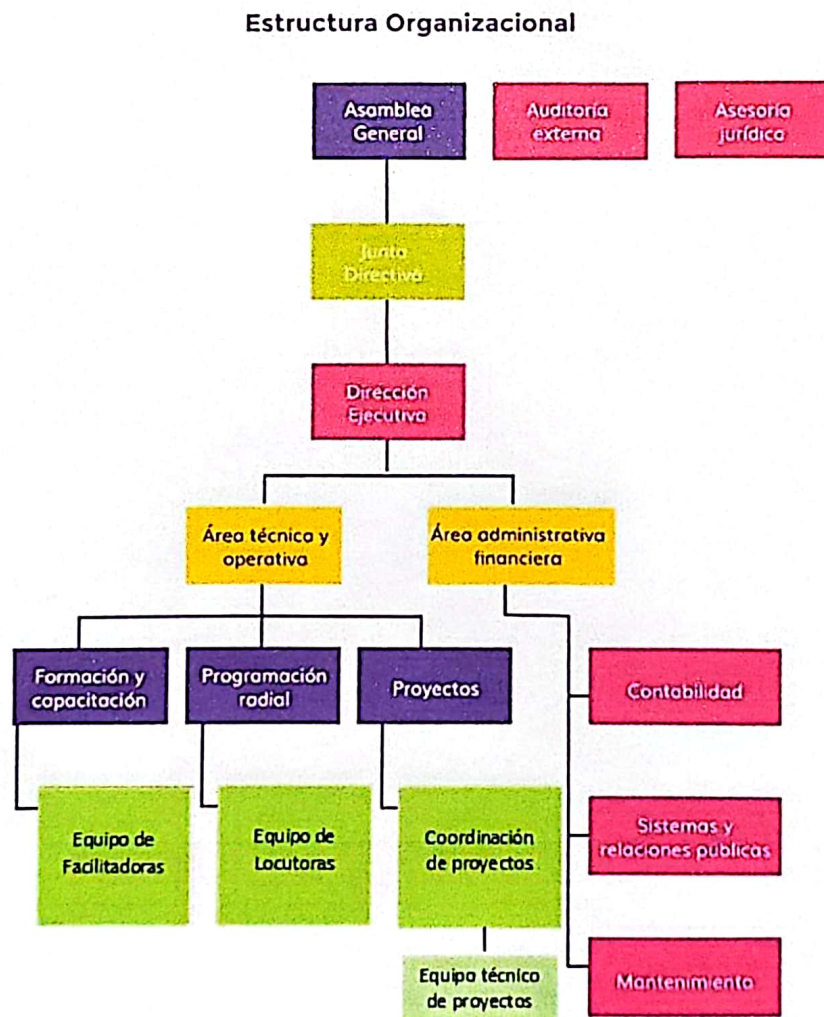 Estructura Organizacional
Asamblea
General
Auditoría
externa
Asesoría
jurídica
Junta
Directiva
Dirección
Ejecutiva
Área técnica y
operativa
Área administrativa
financiera
Formación y
capacitación
Programación
radial
Proyectos
Contabilidad
Equipo de
Facilitadoras
Equipo de
Locutoras
Coordinación
de proyectos
Sistemas y
relaciones públicas
Equipo técnico
de proyectos
Mantenimiento